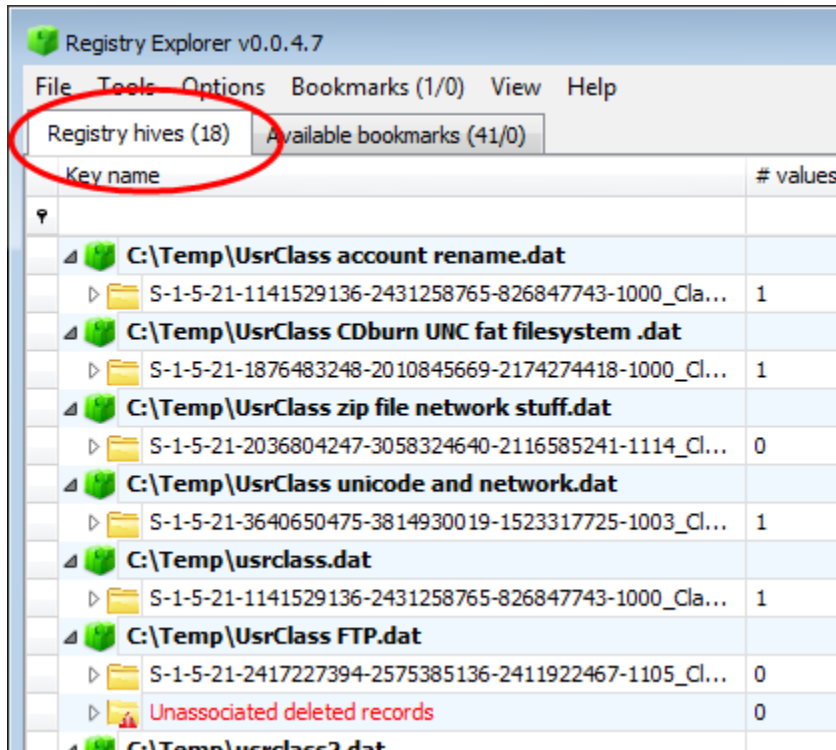 Registry Explorer v0.0.4.7
File Tools Options Bookmarks (1/0) View Help
Registry hives (18) Available bookmarks (41/0)
Key name # values
C:\Temp\UsrClass account rename.dat
S-1-5-21-1141529136-2431258765-826847743-1000_Cla... 1
C:\Temp\UsrClass CDburn UNC fat filesystem .dat
S-1-5-21-1876483248-2010845669-2174274418-1000_Cl... 1
C:\Temp\UsrClass zip file network stuff.dat
S-1-5-21-2036804247-3058324640-2116585241-1114_Cl... 0
C:\Temp\UsrClass unicode and network.dat
S-1-5-21-3640650475-3814930019-1523317725-1003_Cl... 1
C:\Temp\usrclass.dat
S-1-5-21-1141529136-2431258765-826847743-1000_Cla... 1
C:\Temp\UsrClass FTP.dat
S-1-5-21-2417227394-2575385136-2411922467-1105_Cl... 0
Unassociated deleted records 0
C:\Temp\usrclass2.dat